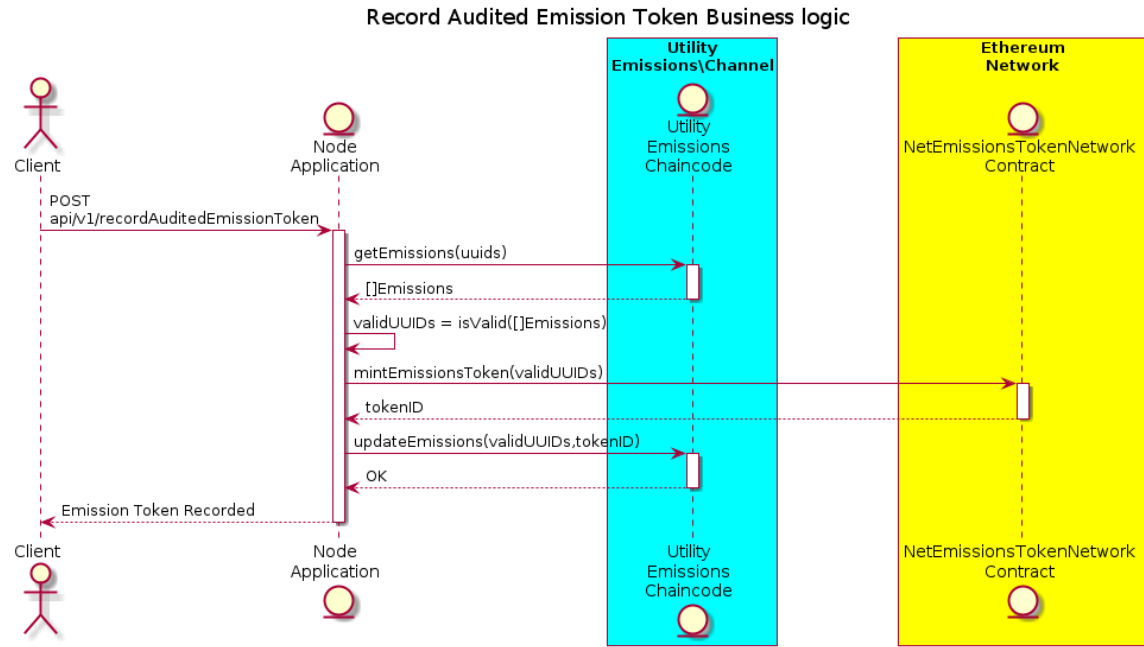 Record Audited Emission Token Business logic
Utility
Emissions\Channel
Ethereum
Network
Client
Node
Application
Utility
Emissions
Chaincode
NetEmissionsTokenNetwork
Contract
POST
api/v1/recordAuditedEmissionToken
getEmissions(uuids)
[]Emissions
validUUIDs = isValid([]Emissions)
mintEmissionsToken(validUUIDs)
tokenID
updateEmissions(validUUIDs,tokenID)
OK
Emission Token Recorded
Client
Node
Application
Utility
Emissions
Chaincode
NetEmissionsTokenNetwork
Contract